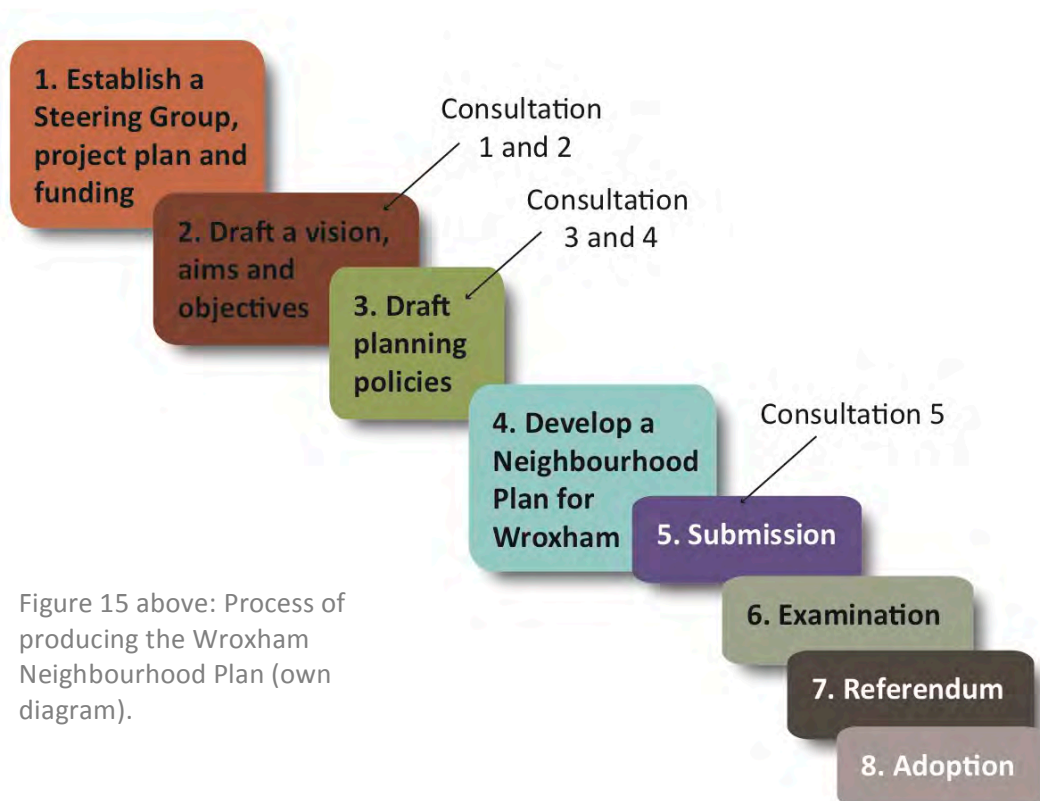 1. Establish a
Steering Group,
project plan and
funding
Consultation
1 and 2
2. Draft a vision,
aims and
objectives
Consultation
3 and 4
3. Draft
planning
policies
4. Develop a
Neighbourhood
Plan for
Wroxham
Consultation 5
5. Submission
6. Examination
7. Referendum
8. Adoption
Figure 15 above: Process of
producing the Wroxham
Neighbourhood Plan (own
diagram).